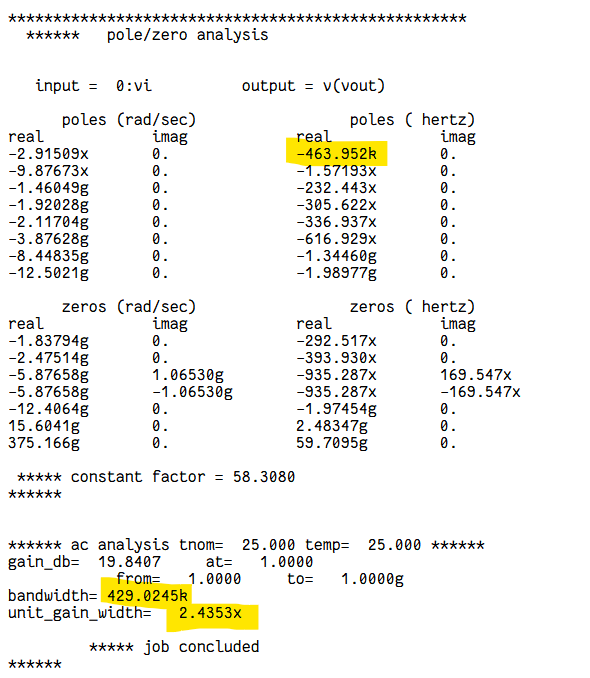 ***************************************************
****** pole/zero analysis
input = 0:vi output = v(vout)
poles (rad/sec) poles ( hertz)
real imag real imag
-2.91509x 0. -463.952k 0.
-9.87673x 0. -1.57193x 0.
-1.46049g 0. -232.443x 0.
-1.92028g 0. -305.622x 0.
-2.11704g 0. -336.937x 0.
-3.87628g 0. -616.929x 0.
-8.44835g 0. -1.34460g 0.
-12.5021g 0. -1.98977g 0.
zeros (rad/sec) zeros ( hertz)
real imag real imag
-1.83794g 0. -292.517x 0.
-2.47514g 0. -393.930x 0.
-5.87658g 1.06530g -935.287x 169.547x
-5.87658g -1.06530g -935.287x -169.547x
-12.4064g 0. -1.97454g 0.
15.6041g 0. 2.48347g 0.
375.166g 0. 59.7095g 0.
***** constant factor = 58.3080
******
****** ac analysis tnom= 25.000 temp= 25.000 ******
gain_db= 19.8407 at= 1.0000
from= 1.0000 to= 1.0000g
bandwidth= 429.0245k
unit_gain_width= 2.4353x
***** job concluded
******